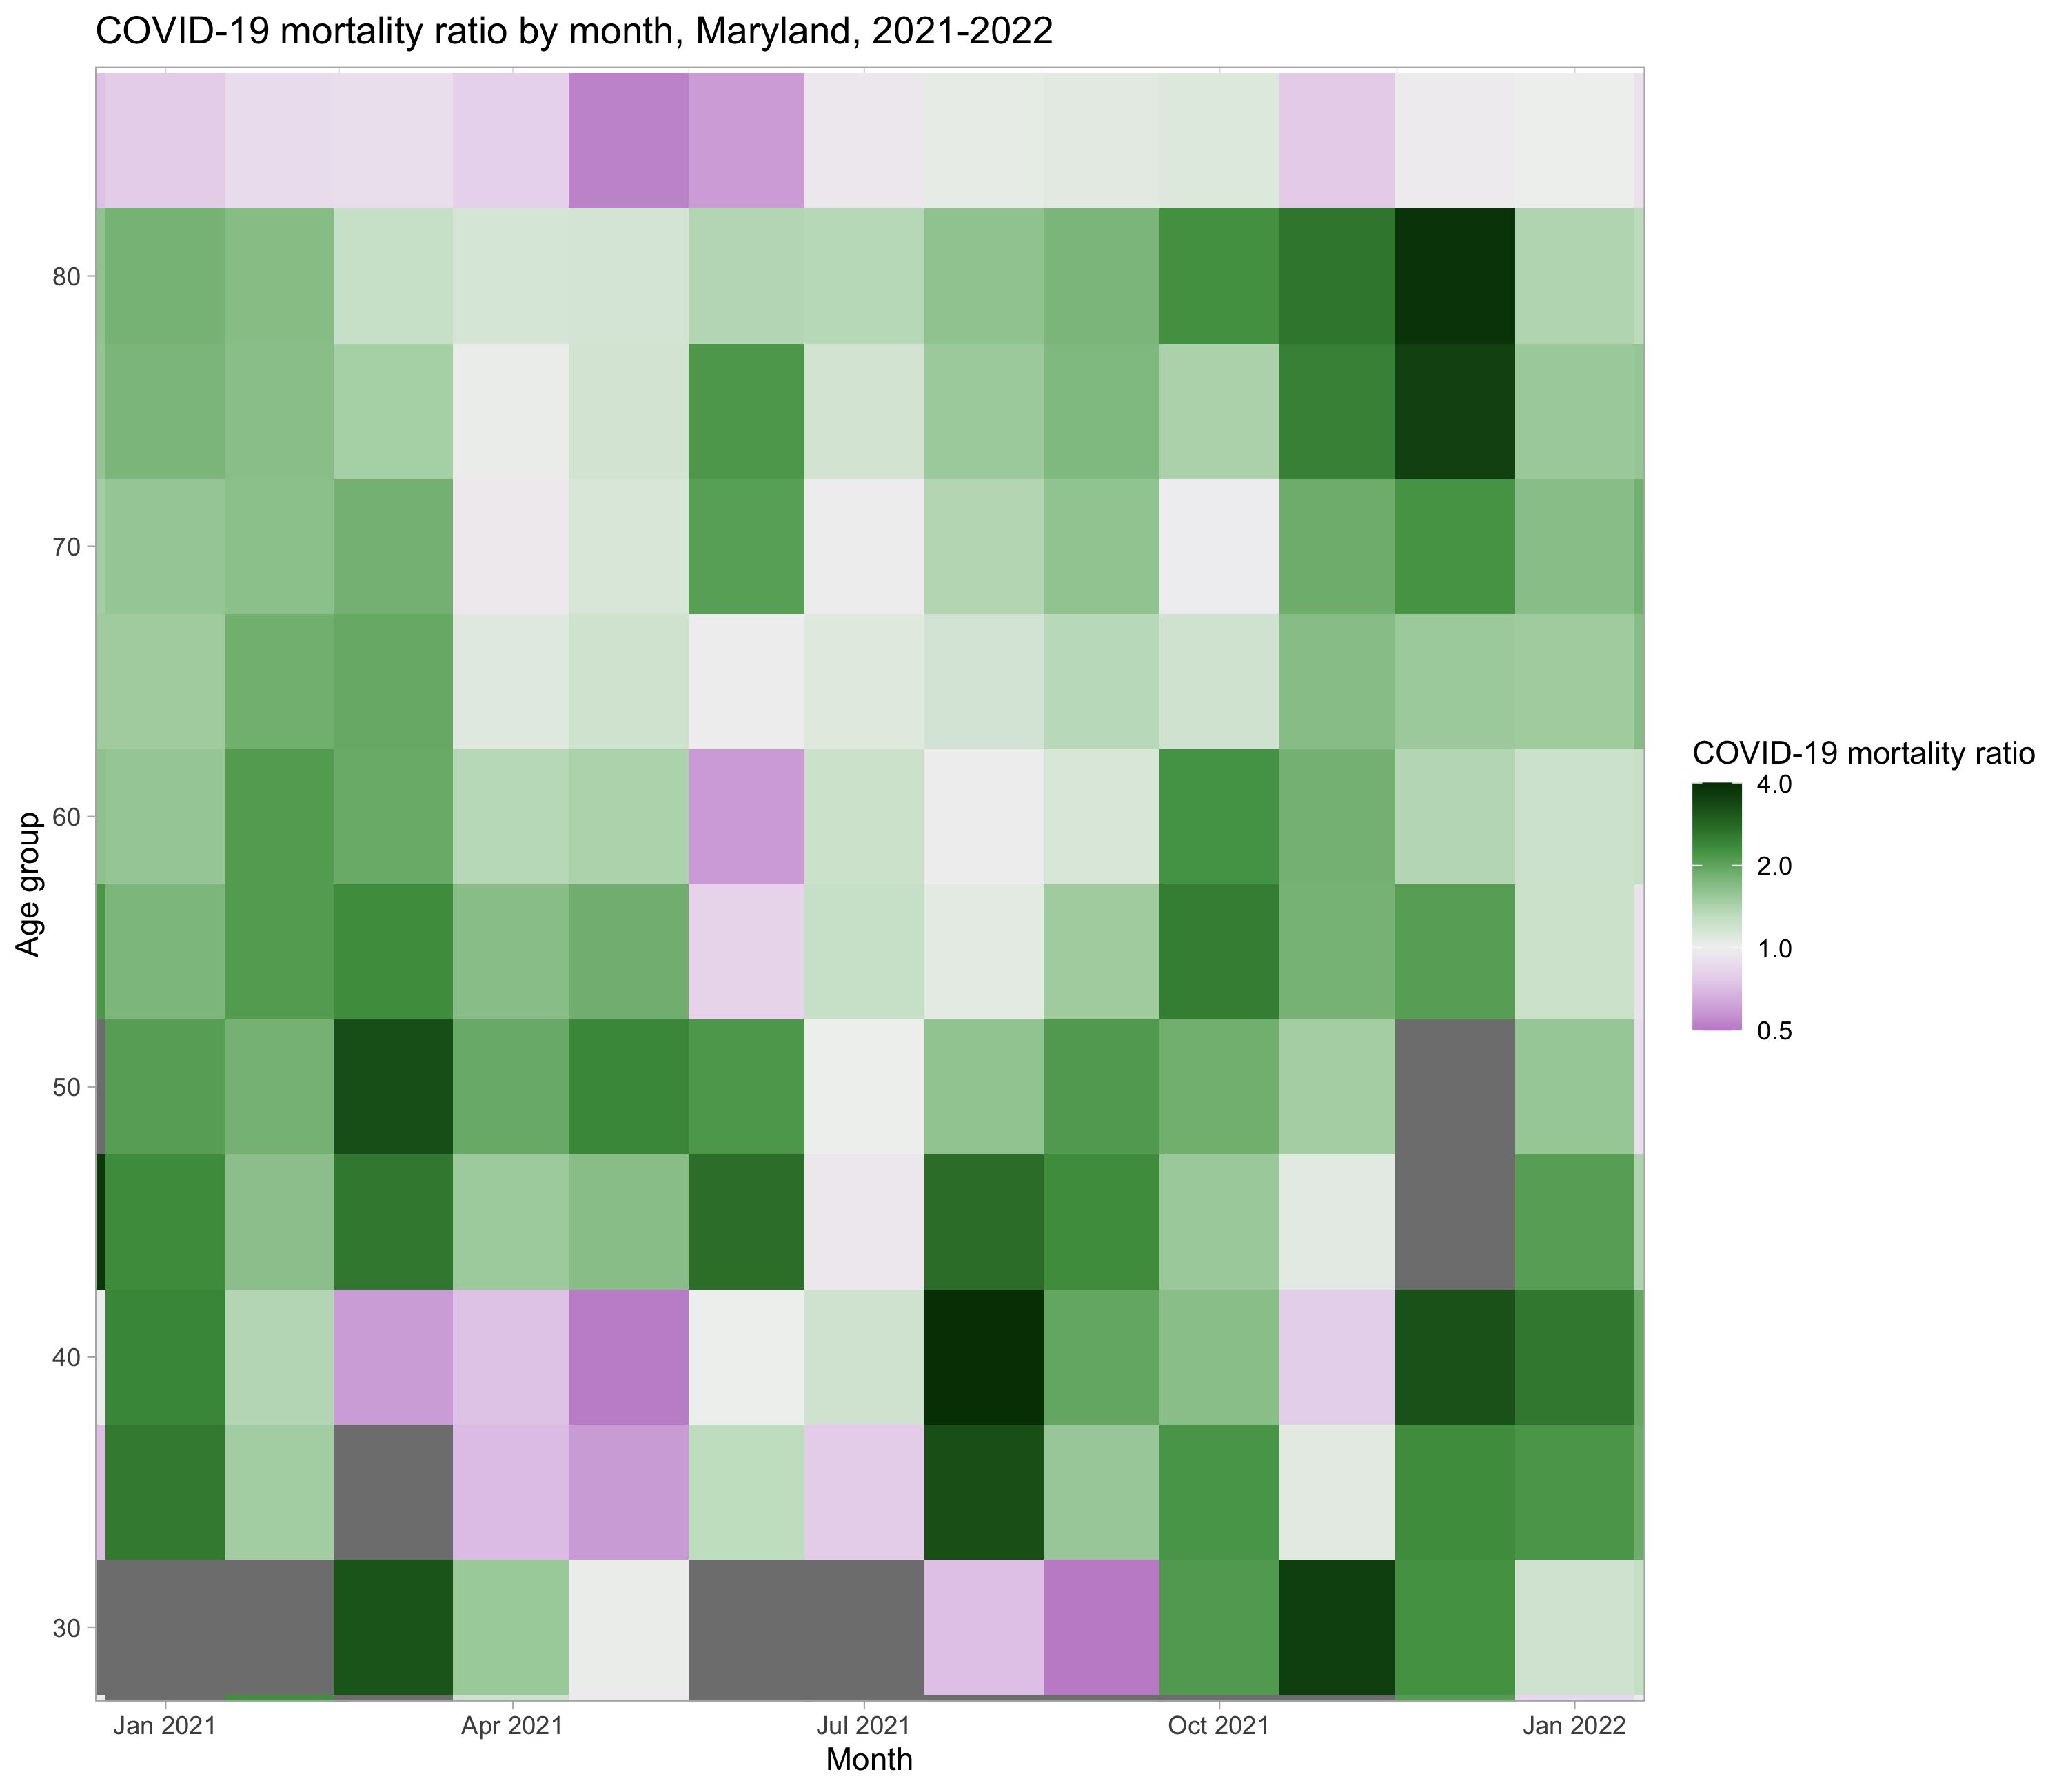 COVID-19 mortality ratio by month, Maryland, 2021-2022
Age group
80
70
60
50
40
30
Jan 2021
Apr 2021
Jul 2021
Oct 2021
Jan 2022
Month
COVID-19 mortality ratio
4.0
2.0
1.0
0.5